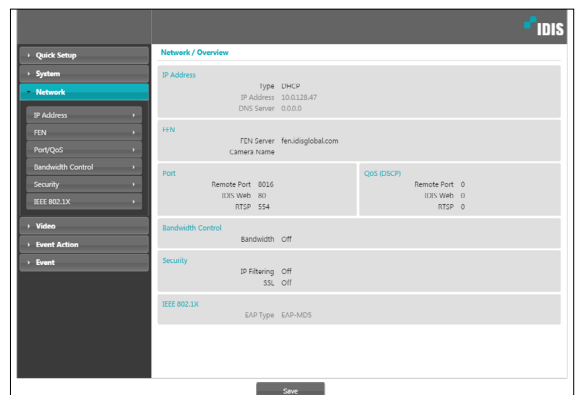 IDIS
Quick Setup
System
Network
IP Address
FEN
Port/QoS
Bandwidth Control
Security
IEEE 802.1X
Video
Event Action
Event
Network / Overview
IP Address
Type DHCP
IP Address 10.0.128.47
DNS Server 0.0.0.0
FEN
FEN Server fen.idisglobal.com
Camera Name
Port
Remote Port 8016
IDIS Web 80
RTSP 554
QoS (DSCP)
Remote Port 0
IDIS Web 0
RTSP 0
Bandwidth Control
Bandwidth Off
Security
IP Filtering Off
SSL Off
IEEE 802.1X
EAP Type EAP-MD5
Save